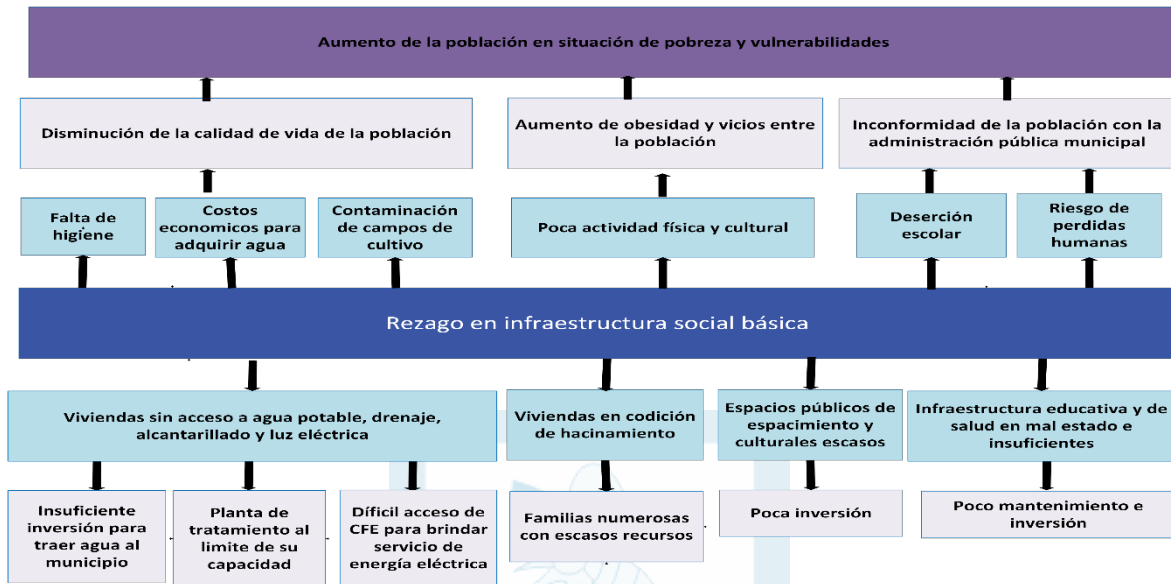 Aumento de la población en situación de pobreza y vulnerabilidades
Disminución de la calidad de vida de la población
Aumento de obesidad y vicios entre
la población
Inconformidad de la población con la
administración pública municipal
Falta de
higiene
Costos
economicos para
adquirir agua
Contaminación
de campos de
cultivo
Poca actividad física y cultural
Deserción
escolar
Riesgo de
perdidas
humanas
Rezago en infraestructura social básica
Viviendas sin acceso a agua potable, drenaje,
alcantarillado y luz eléctrica
Viviendas en codición
de hacinamiento
Espacios públicos de
espacimiento y
culturales escasos
Infraestructura educativa y de
salud en mal estado e
insuficientes
Insuficiente
inversión para
traer agua al
municipio
Planta de
tratamiento al
limite de su
capacidad
Díficil acceso de
CFE para brindar
servicio de
energía eléctrica
Familias numerosas
con escasos recursos
Poca inversión
Poco mantenimiento e
inversión